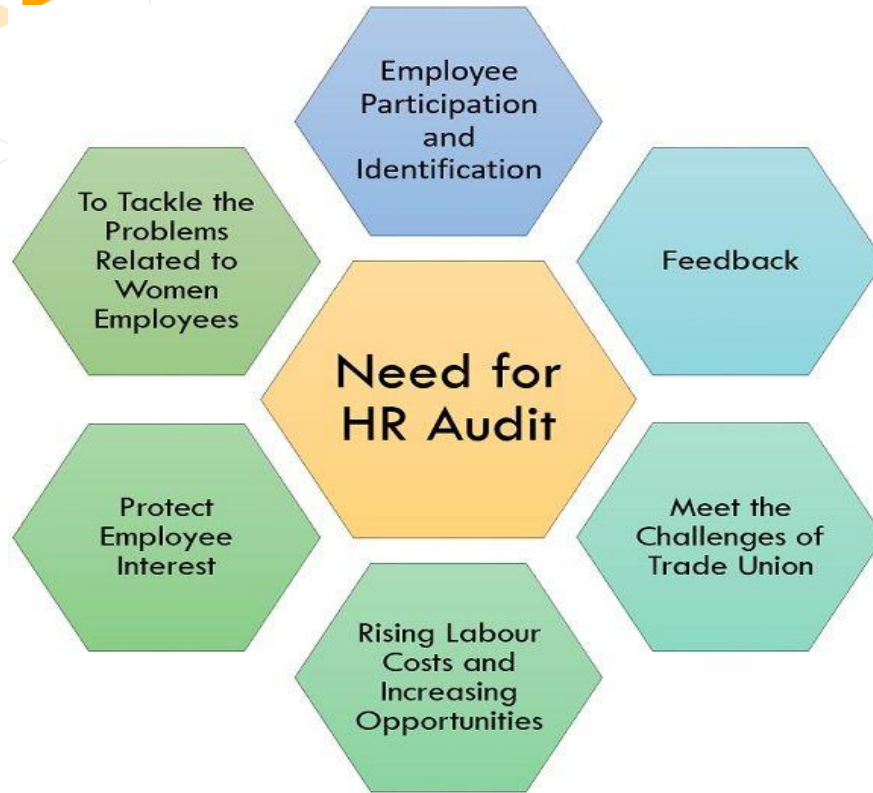 Employee
Participation
and
Identification
To Tackle the
Problems
Related to
Women
Employees
Feedback
Need for
HR Audit
Protect
Employee
Interest
Meet the
Challenges of
Trade Union
Rising Labour
Costs and
Increasing
Opportunities